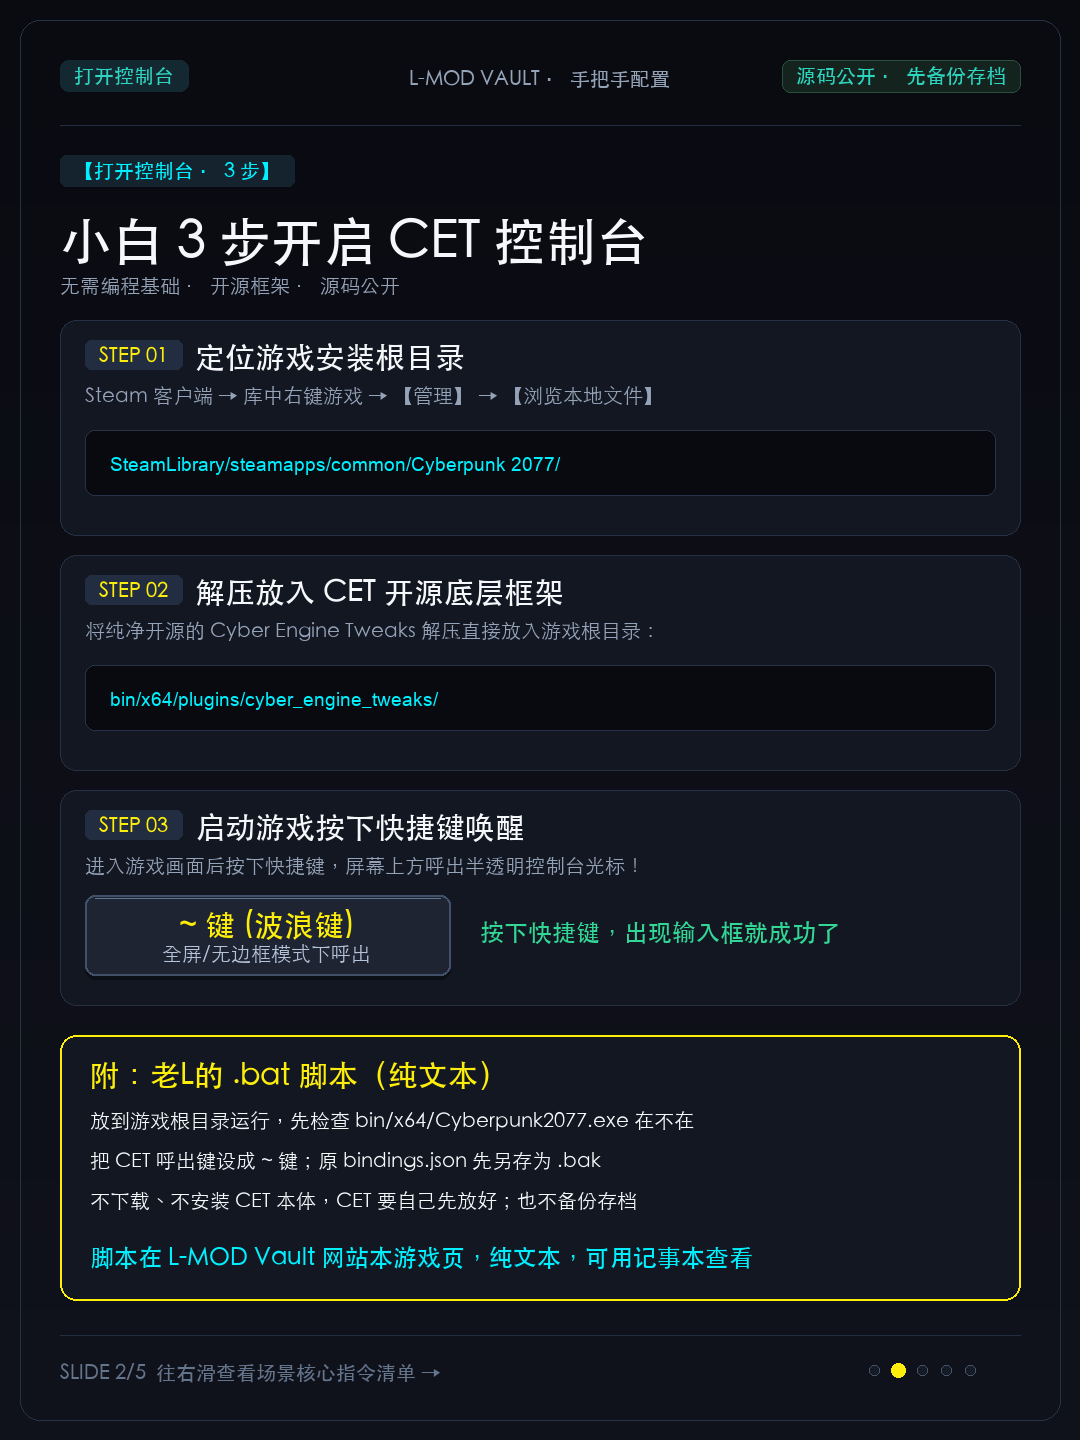 打开控制台
L-MOD VAULT · 手把手配置
源码公开 · 先备份存档
【打开控制台 · 3 步】
小白 3 步开启 CET 控制台
无需编程基础 · 开源框架 · 源码公开
STEP 01 定位游戏安装根目录
Steam 客户端 → 库中右键游戏 → 【管理】 → 【浏览本地文件】
SteamLibrary/steamapps/common/Cyberpunk 2077/
STEP 02 解压放入 CET 开源底层框架
将纯净开源的 Cyber Engine Tweaks 解压直接放入游戏根目录：
bin/x64/plugins/cyber_engine_tweaks/
STEP 03 启动游戏按下快捷键唤醒
进入游戏画面后按下快捷键，屏幕上方呼出半透明控制台光标！
~ 键 (波浪键)
全屏/无边框模式下呼出
按下快捷键，出现输入框就成功了
附：老L的 .bat 脚本（纯文本）
放到游戏根目录运行，先检查 bin/x64/Cyberpunk2077.exe 在不在
把 CET 呼出键设成 ~ 键；原 bindings.json 先另存为 .bak
不下载、不安装 CET 本体，CET 要自己先放好；也不备份存档
脚本在 L-MOD Vault 网站本游戏页，纯文本，可用记事本查看
SLIDE 2/5 往右滑查看场景核心指令清单 →